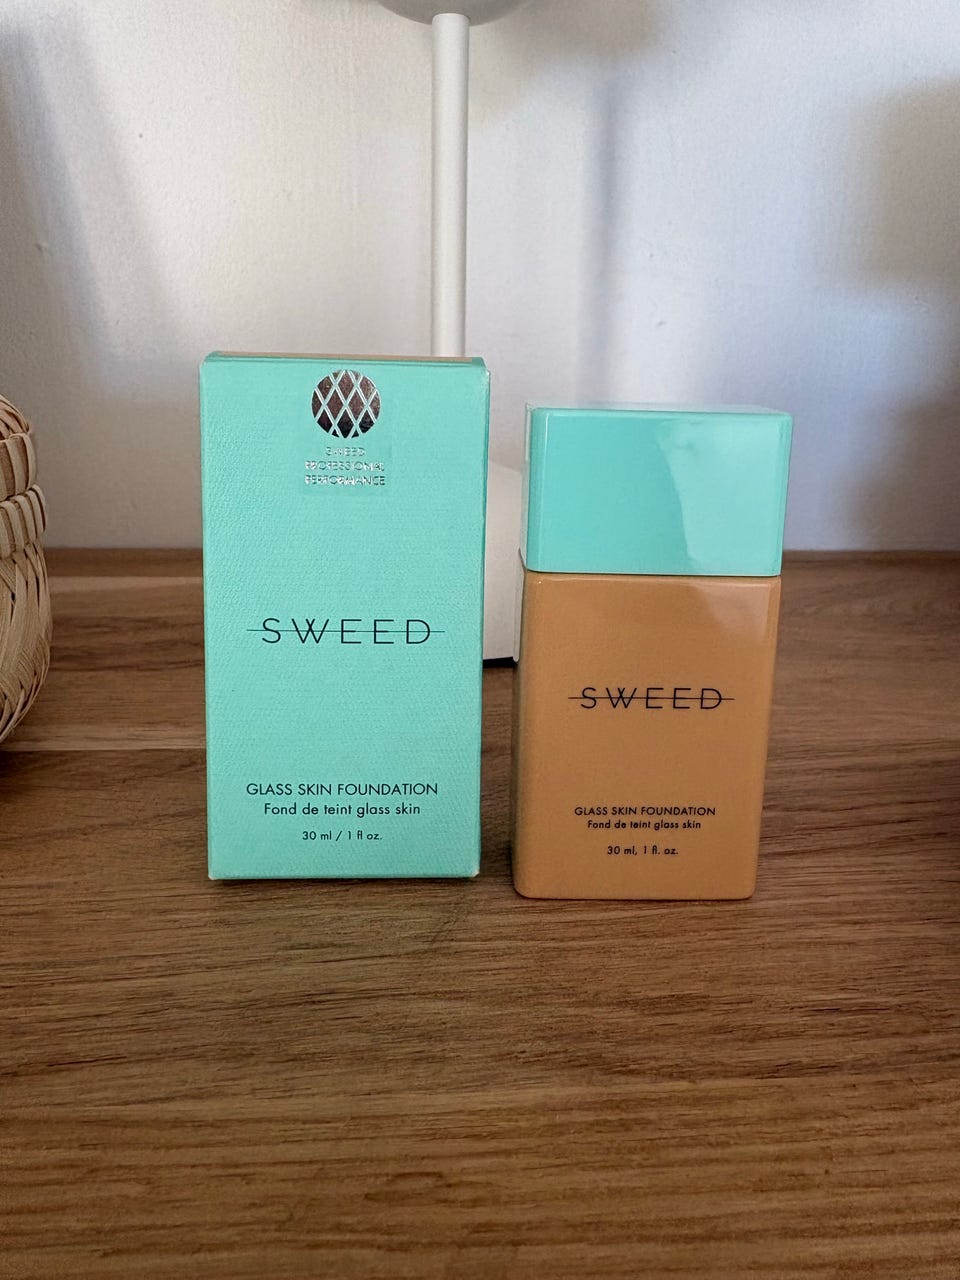 SWEED
PROFESSIONAL
PERFORMANCE
SWEED
GLASS SKIN FOUNDATION
Fond de teint glass skin
30 ml / 1 fl oz.
SWEED
GLASS SKIN FOUNDATION
Fond de teint glass skin
30 ml, 1 fl. oz.